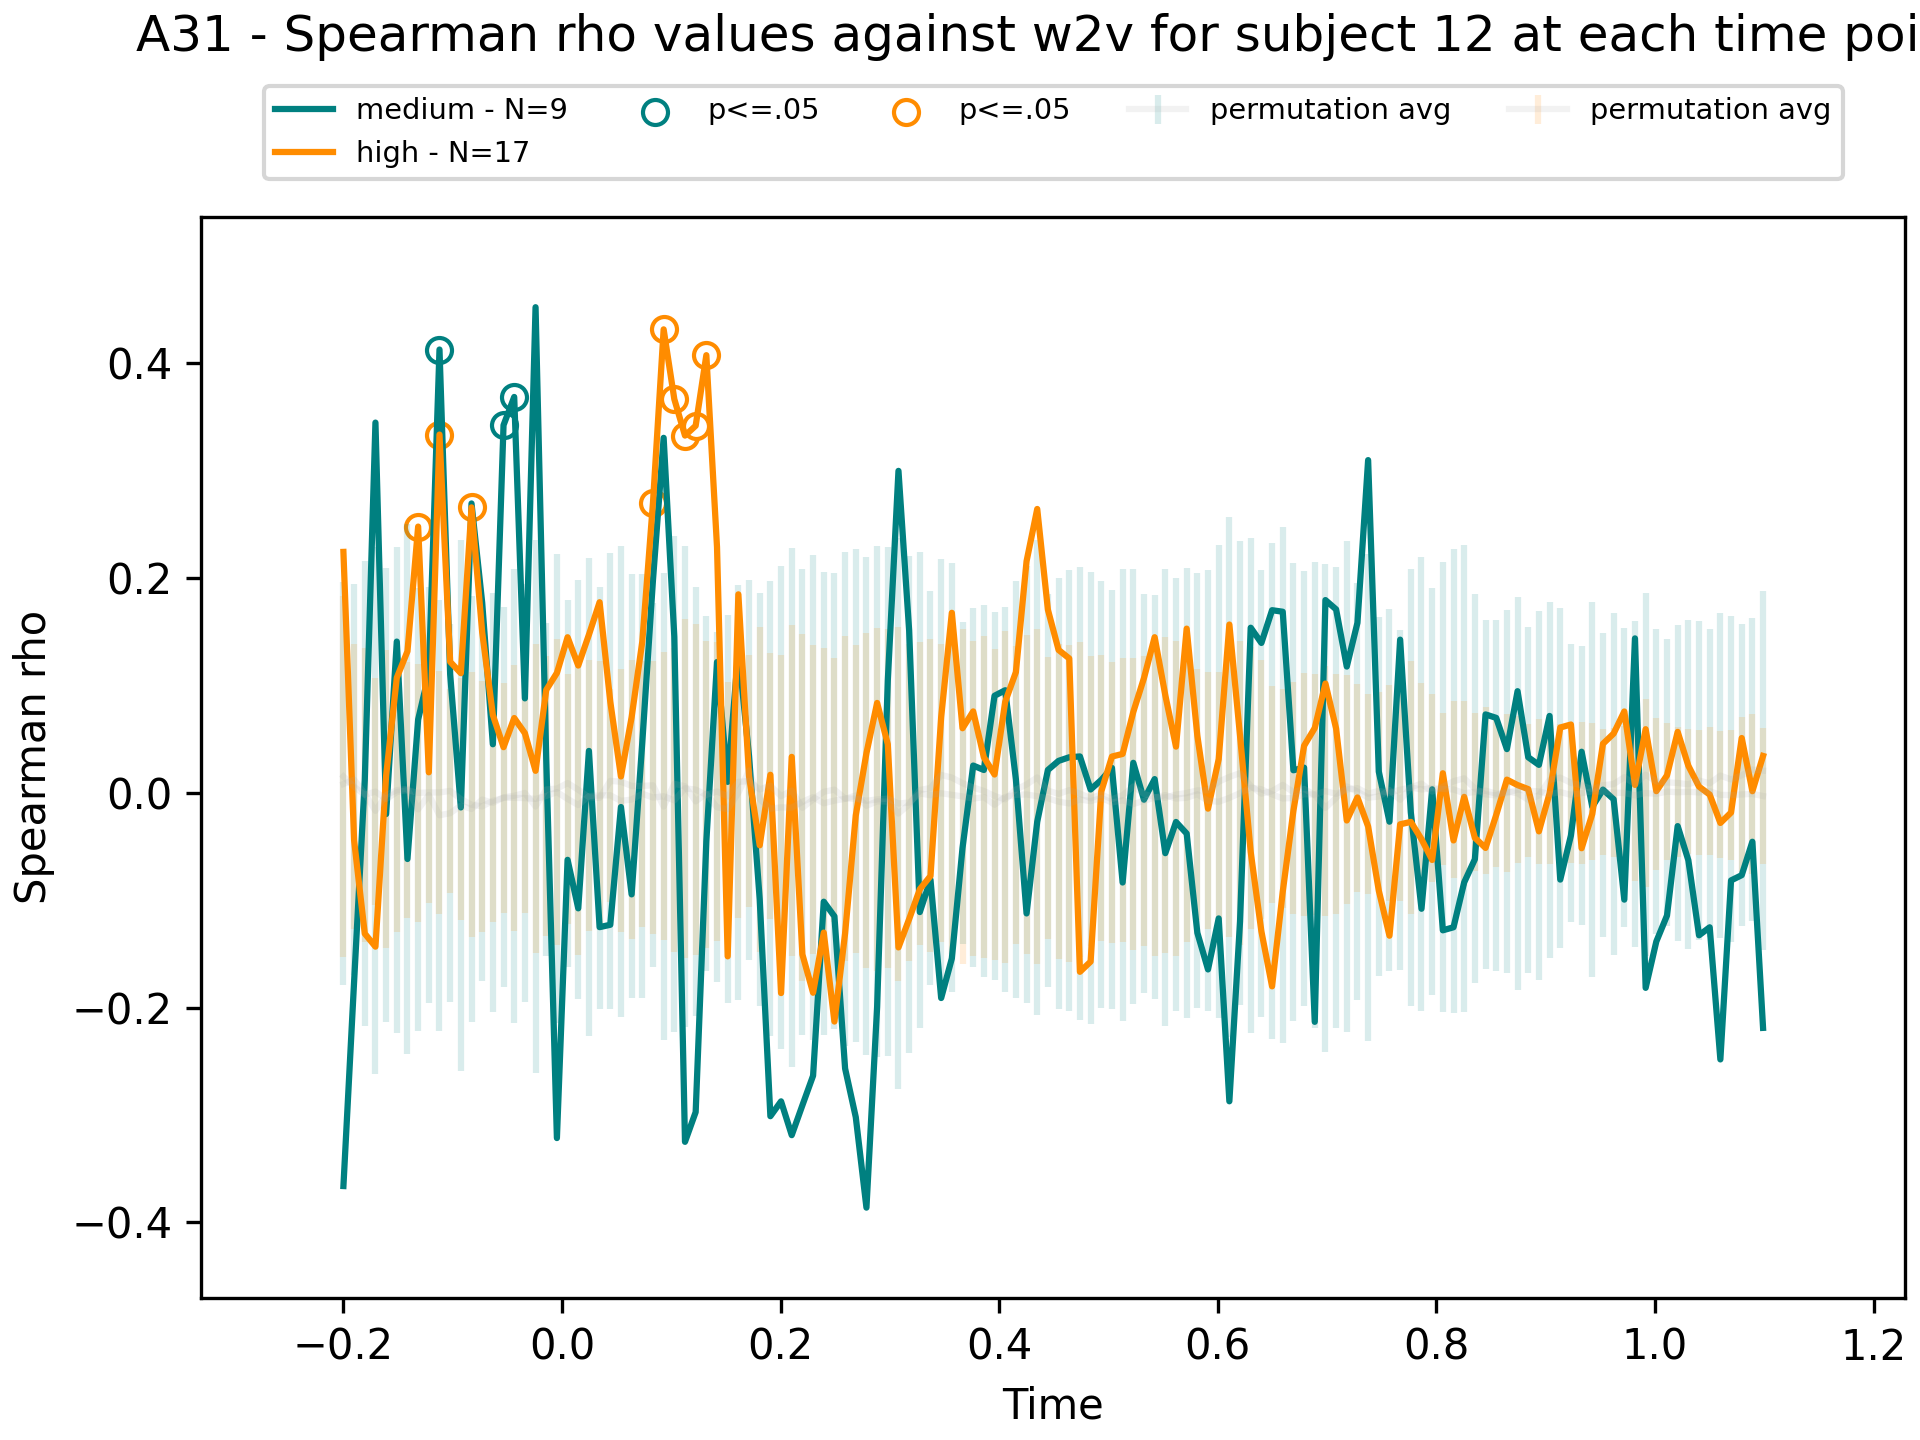 A31 - Spearman rho values against w2v for subject 12 at each time poi
medium - N=9
high - N=17
p<=.05
p<=.05
permutation avg
permutation avg
Spearman rho
0.4
0.2
0.0
−0.2
−0.4
−0.2 0.0 0.2 0.4 0.6 0.8 1.0 1.2
Time